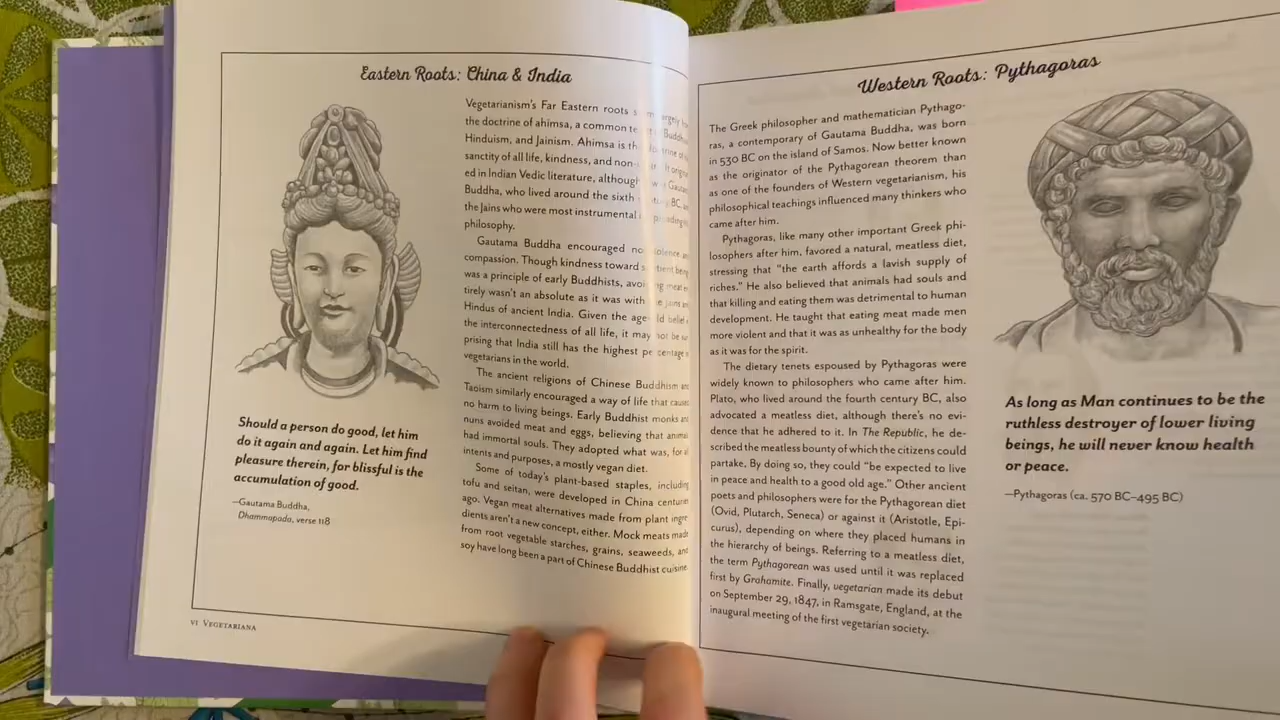 Eastern Roots: China & India
Vegetarianism's Far Eastern roots
the doctrine of ahimsa, a common
Hinduism, and Jainism. Ahimsa is the
sanctity of all life, kindness, and non-
ed in Indian Vedic literature, although
Buddha, who lived around the sixth BC,
the Jains who were most instrumental
philosophy.
Gautama Buddha encouraged
compassion. Though kindness toward
was a principle of early Buddhists,
tirely wasn't an absolute as it was with
Hindus of ancient India. Given the age-
the interconnectedness of all life, it may not be
prising that India still has the highest
vegetarians in the world.
The ancient religions of Chinese Buddhism
Taoism similarly encouraged a way of life that
no harm to living beings. Early Buddhist monks
nuns avoided meat and eggs, believing that
had immortal souls. They adopted what was, for
intents and purposes, a mostly vegan diet.
Some of today's plant-based staples, including
tofu and seitan, were developed in China
ago. Vegan meat alternatives made from plant ingre
dients aren't a new concept, either. Mock meats made
from root vegetable starches, grains, seaweeds, and
soy have long been a part of Chinese Buddhist cuisine
Should a person do good, let him
do it again and again. Let him find
pleasure therein, for blissful is the
accumulation of good.
—Gautama Buddha,
Dhammapada, verse 118
VI VEGETARIANA
Western Roots: Pythagoras
The Greek philosopher and mathematician Pythago-
ras, a contemporary of Gautama Buddha, was born
in 530 BC on the island of Samos. Now better known
as the originator of the Pythagorean theorem than
as one of the founders of Western vegetarianism, his
philosophical teachings influenced many thinkers who
came after him.
Pythagoras, like many other important Greek phi-
losophers after him, favored a natural, meatless diet,
stressing that "the earth affords a lavish supply of
riches." He also believed that animals had souls and
that killing and eating them was detrimental to human
development. He taught that eating meat made men
more violent and that it was as unhealthy for the body
as it was for the spirit.
The dietary tenets espoused by Pythagoras were
widely known to philosophers who came after him.
Plato, who lived around the fourth century BC, also
advocated a meatless diet, although there's no evi-
dence that he adhered to it. In The Republic, he de-
scribed the meatless bounty of which the citizens could
partake. By doing so, they could "be expected to live
in peace and health to a good old age." Other ancient
poets and philosophers were for the Pythagorean diet
(Ovid, Plutarch, Seneca) or against it (Aristotle, Epi-
curus), depending on where they placed humans in
the hierarchy of beings. Referring to a meatless diet,
the term Pythagorean was used until it was replaced
first by Grahamite. Finally, vegetarian made its debut
on September 29, 1847, in Ramsgate, England, at the
inaugural meeting of the first vegetarian society.
As long as Man continues to be the
ruthless destroyer of lower living
beings, he will never know health
or peace.
—Pythagoras (ca. 570 BC–495 BC)